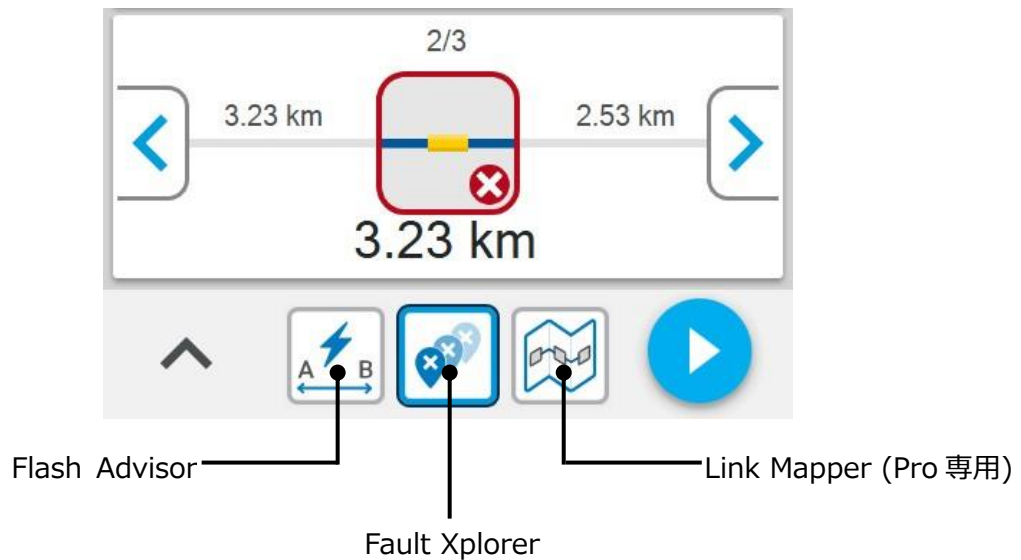 2/3
3.23 km
2.53 km
3.23 km
A B
Flash Advisor
Link Mapper (Pro 専用)
Fault Xplorer